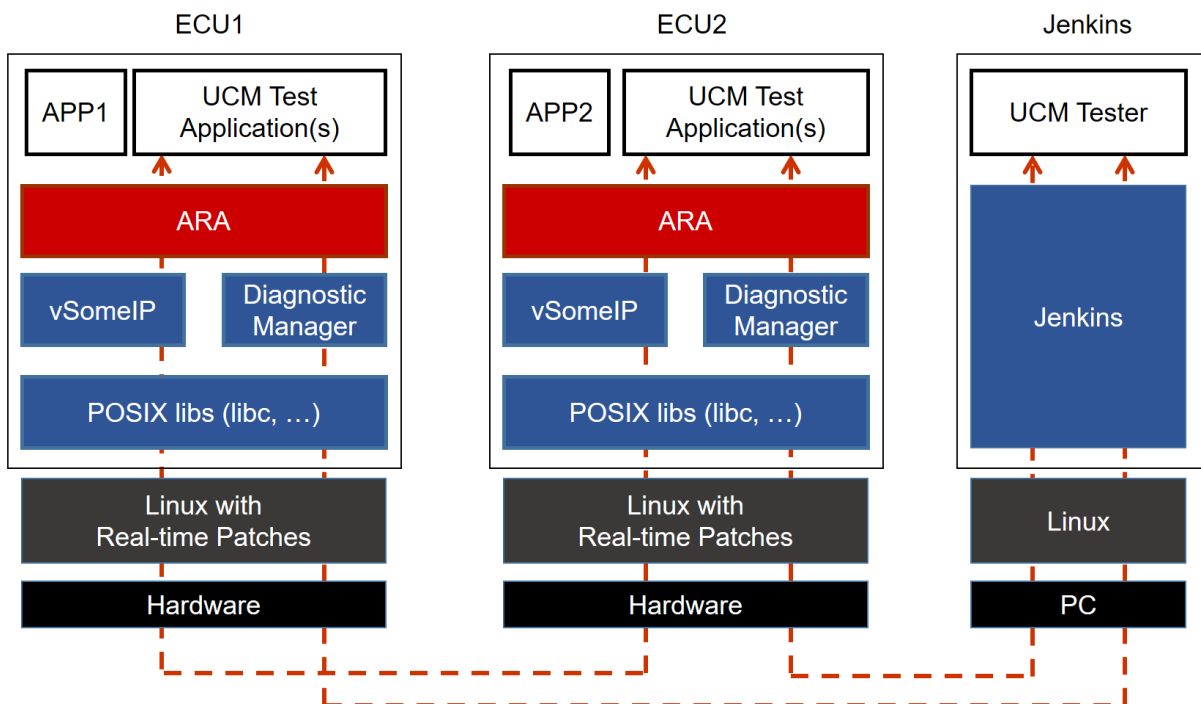 ECU1
ECU2
Jenkins
APP1
UCM Test
Application(s)
APP2
UCM Test
Application(s)
UCM Tester
ARA
ARA
Jenkins
vSomeIP
Diagnostic
Manager
vSomeIP
Diagnostic
Manager
POSIX libs (libc, …)
POSIX libs (libc, …)
Linux with
Real-time Patches
Linux with
Real-time Patches
Linux
Hardware
Hardware
PC